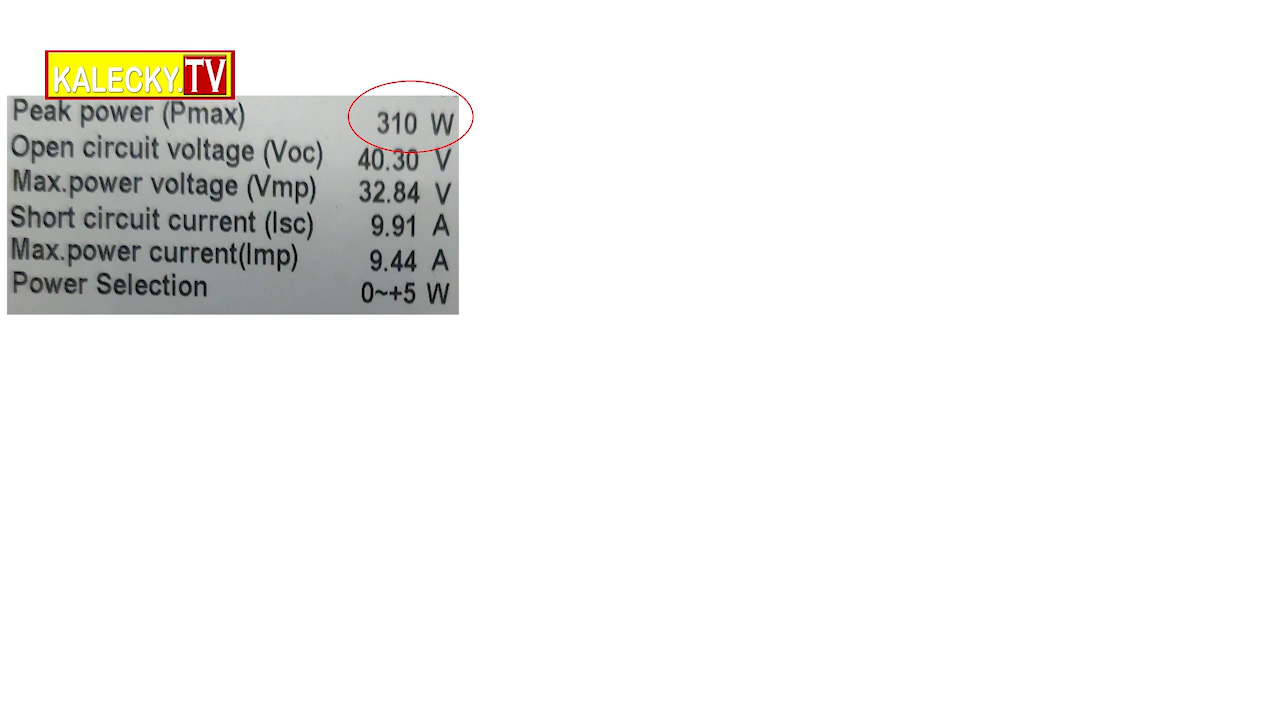 KALECKY.TV
Peak power (Pmax) 310 W
Open circuit voltage (Voc) 40.30 V
Max.power voltage (Vmp) 32.84 V
Short circuit current (Isc) 9.91 A
Max.power current(Imp) 9.44 A
Power Selection 0~+5 W